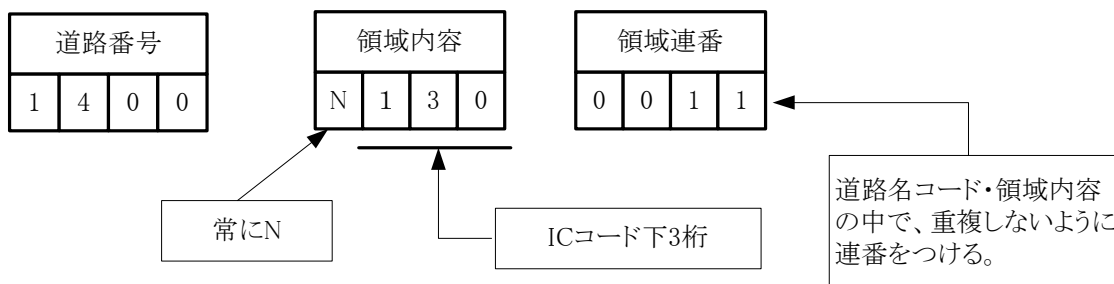 道路番号
1 4 0 0
領域内容
N 1 3 0
領域連番
0 0 1 1
常にN
ICコード下3桁
道路名コード・領域内容
の中で、重複しないように
連番をつける。